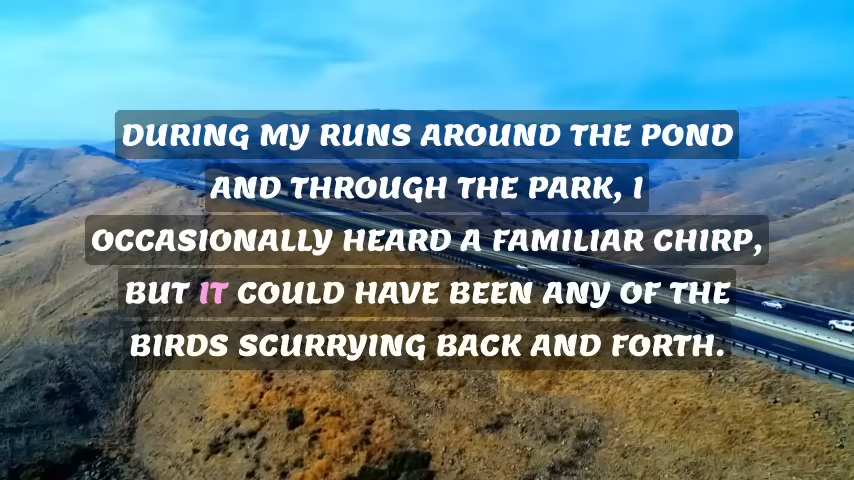 DURING MY RUNS AROUND THE POND
AND THROUGH THE PARK, I
OCCASIONALLY HEARD A FAMILIAR CHIRP,
BUT IT COULD HAVE BEEN ANY OF THE
BIRDS SCURRYING BACK AND FORTH.